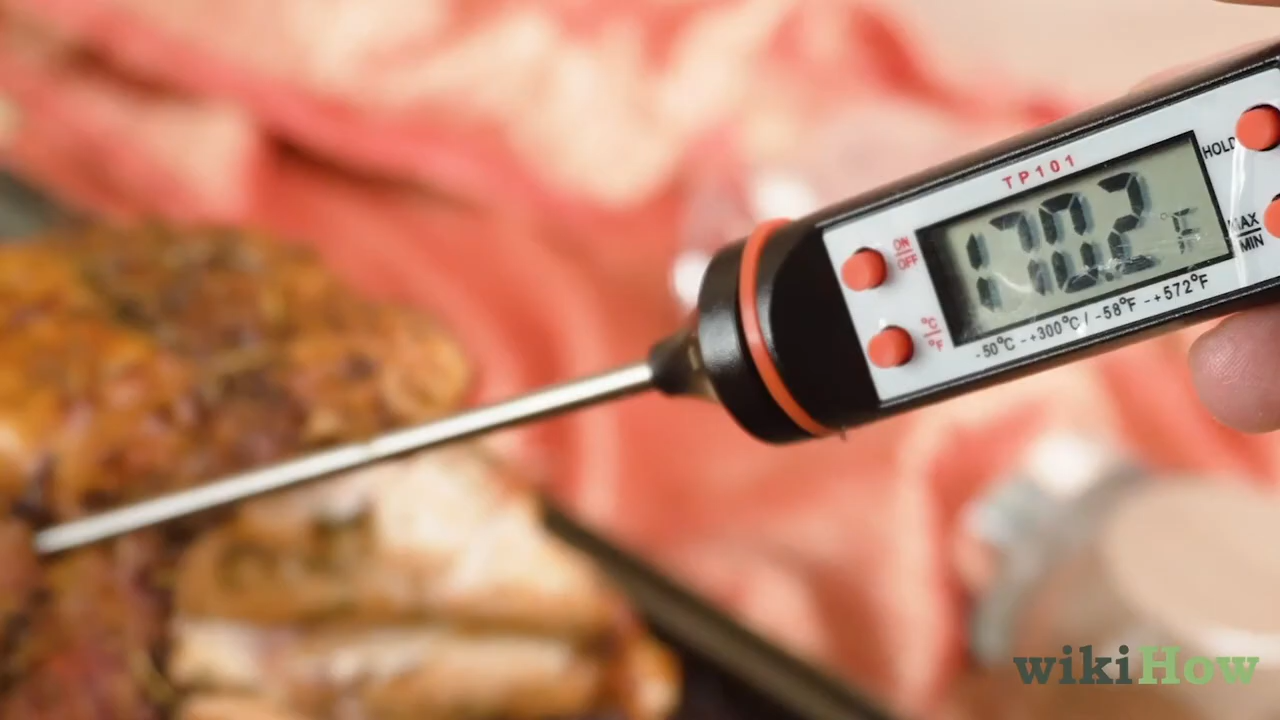 TP101
HOLD
170.2 °F
ON
OFF
MAX
MIN
°C
°F
-50°C -+300°C / -58°F -+572°F
wikiHow